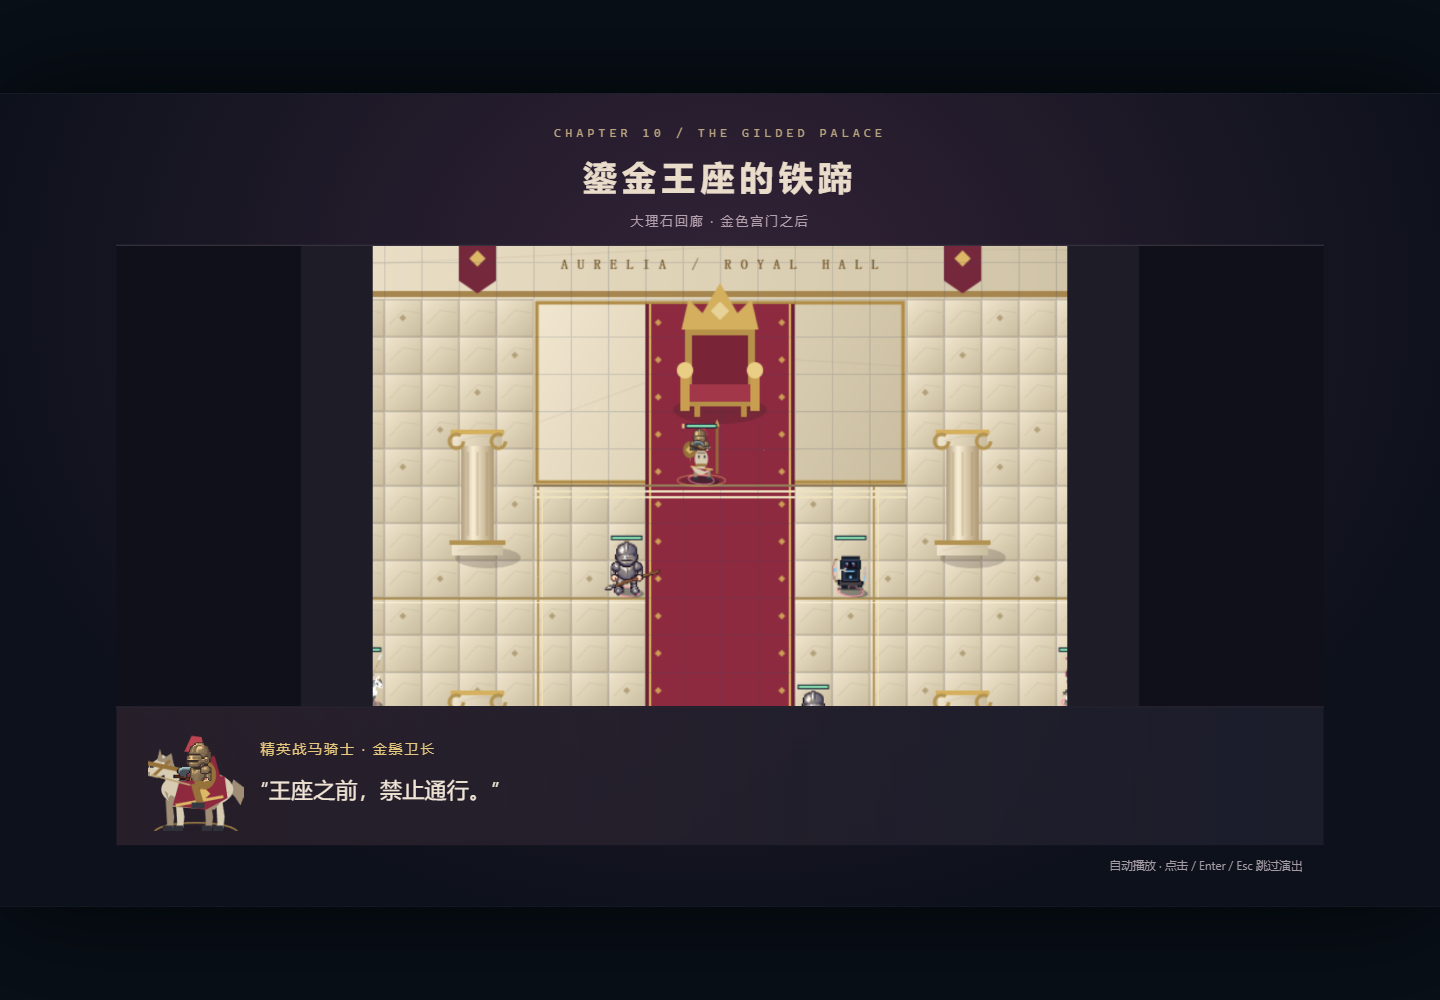 CHAPTER 10 / THE GILDED PALACE
鎏金王座的铁蹄
大理石回廊 · 金色宫门之后
AURELIA / ROYAL HALL
精英战马骑士 · 金鬃卫长
“王座之前，禁止通行。”
自动播放 · 点击 / Enter / Esc 跳过演出